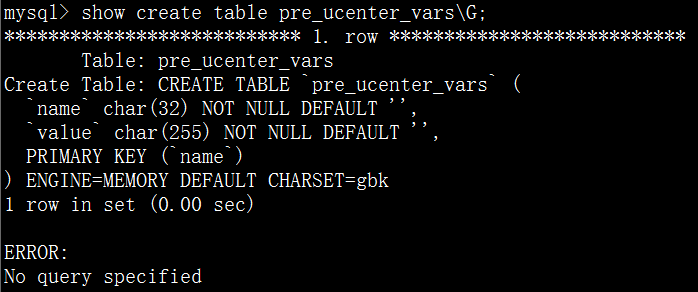 mysql> show create table pre_ucenter_vars\G;
*************************** 1. row ***************************
Table: pre_ucenter_vars
Create Table: CREATE TABLE `pre_ucenter_vars` (
`name` char(32) NOT NULL DEFAULT '',
`value` char(255) NOT NULL DEFAULT '',
PRIMARY KEY (`name`)
) ENGINE=MEMORY DEFAULT CHARSET=gbk
1 row in set (0.00 sec)
ERROR:
No query specified